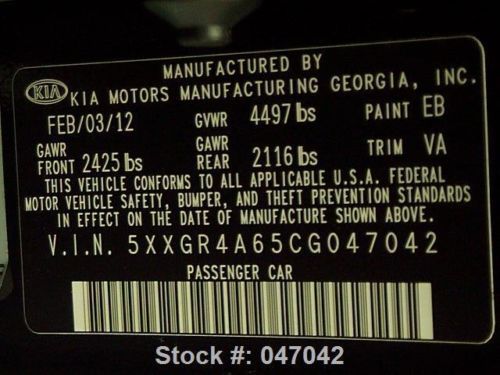 MANUFACTURED BY
KIA KIA MOTORS MANUFACTURING GEORGIA, INC.
FEB/03/12 GVWR 4497 lbs PAINT EB
GAWR FRONT 2425 lbs GAWR REAR 2116 lbs TRIM VA
THIS VEHICLE CONFORMS TO ALL APPLICABLE U.S.A. FEDERAL
MOTOR VEHICLE SAFETY, BUMPER, AND THEFT PREVENTION STANDARDS
IN EFFECT ON THE DATE OF MANUFACTURE SHOWN ABOVE.
V.I.N. 5XXGR4A65CG047042
PASSENGER CAR
Stock #: 047042